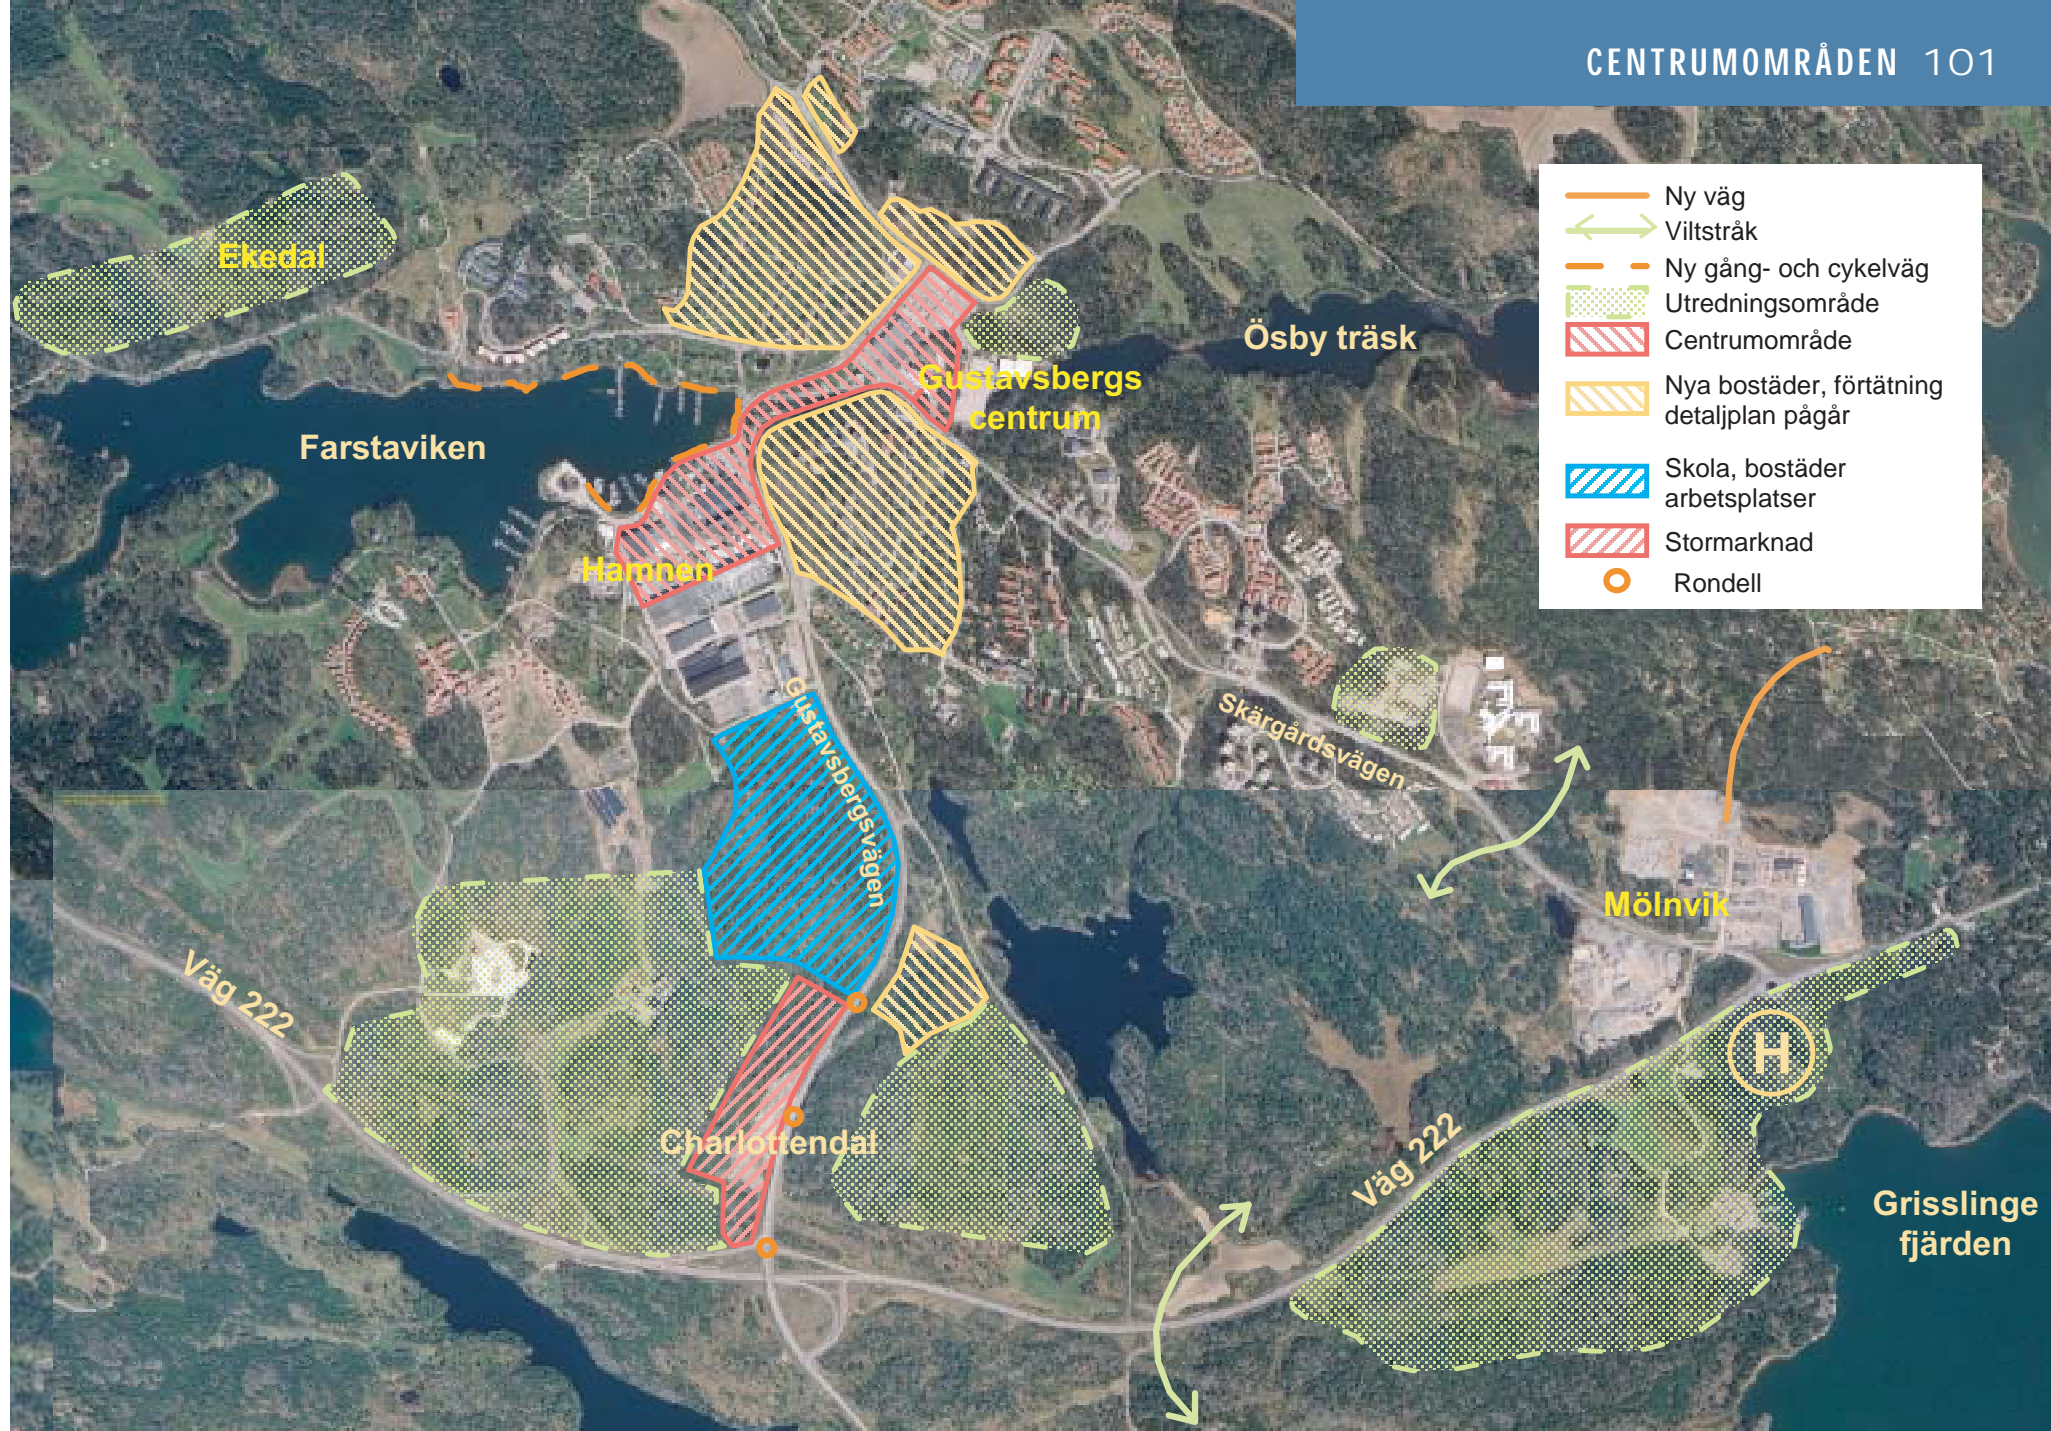 CENTRUMOMRÅDEN 101
Ny väg
Viltstråk
Ny gång- och cykelväg
Utredningsområde
Centrumområde
Nya bostäder, förtätning
detaljplan pågår
Skola, bostäder
arbetsplatser
Stormarknad
Rondell
Ekedal
Ösby träsk
Gustavsbergs
centrum
Farstaviken
Hamnen
Gustavsbergsvägen
Skärgårdsvägen
Mölnvik
Väg 222
H
Charlottendal
Väg 222
Grisslinge
fjärden